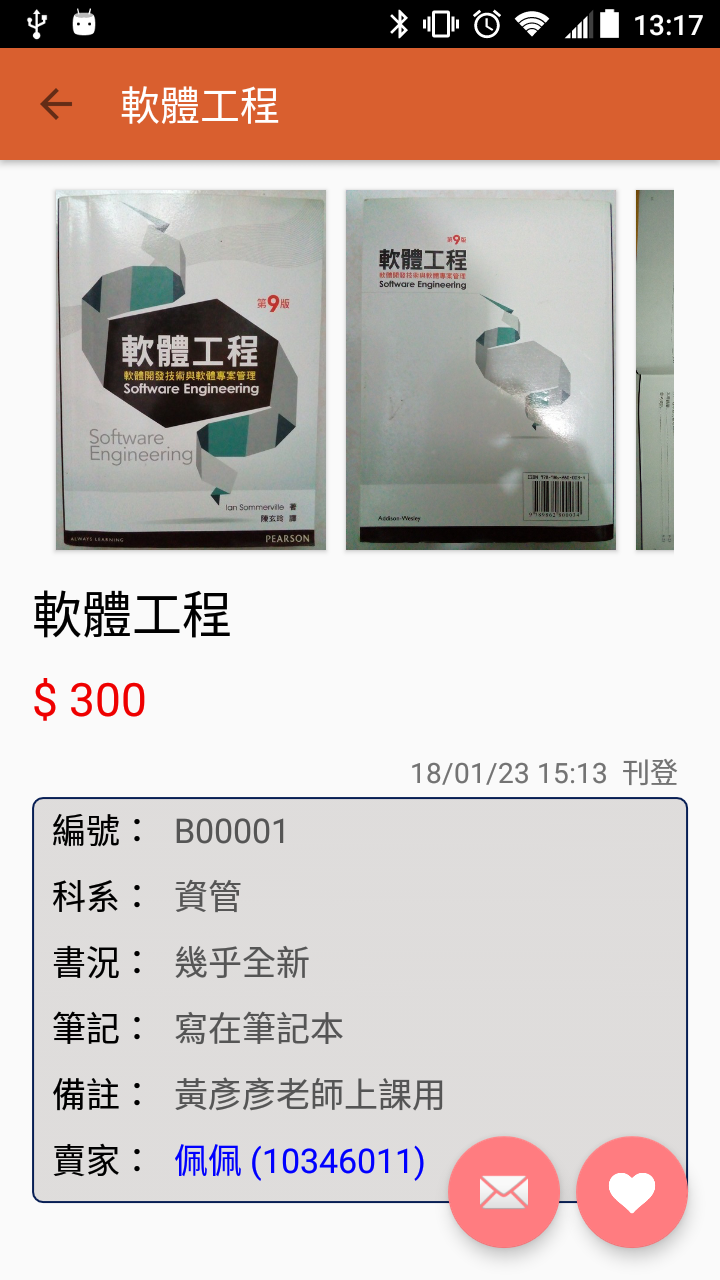 13:17
軟體工程
第9版
軟體工程
軟體開發技術與軟體專案管理
Software Engineering
Software
Engineering
Ian Sommerville 著
陳玄玲 譯
ALWAYS LEARNING
PEARSON
第9版
軟體工程
軟體開發技術與軟體專案管理
Software Engineering
Addison-Wesley
軟體工程
$ 300
18/01/23 15:13 刊登
編號： B00001
科系： 資管
書況： 幾乎全新
筆記： 寫在筆記本
備註： 黃彥彥老師上課用
賣家： 佩佩 (10346011)